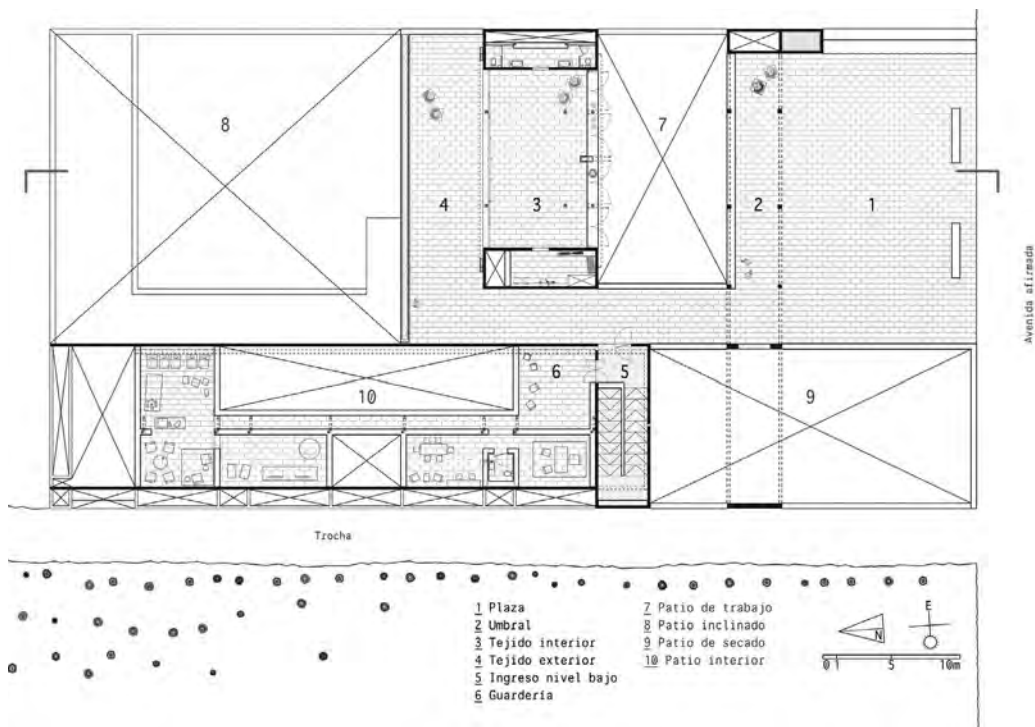 8
7
4
3
2
1
Avenida afirmada
6
5
10
9
Trocha
1 Plaza
2 Umbral
3 Tejido interior
4 Tejido exterior
5 Ingreso nivel bajo
6 Guardería
7 Patio de trabajo
8 Patio inclinado
9 Patio de secado
10 Patio interior
E
N
0 1 5 10m